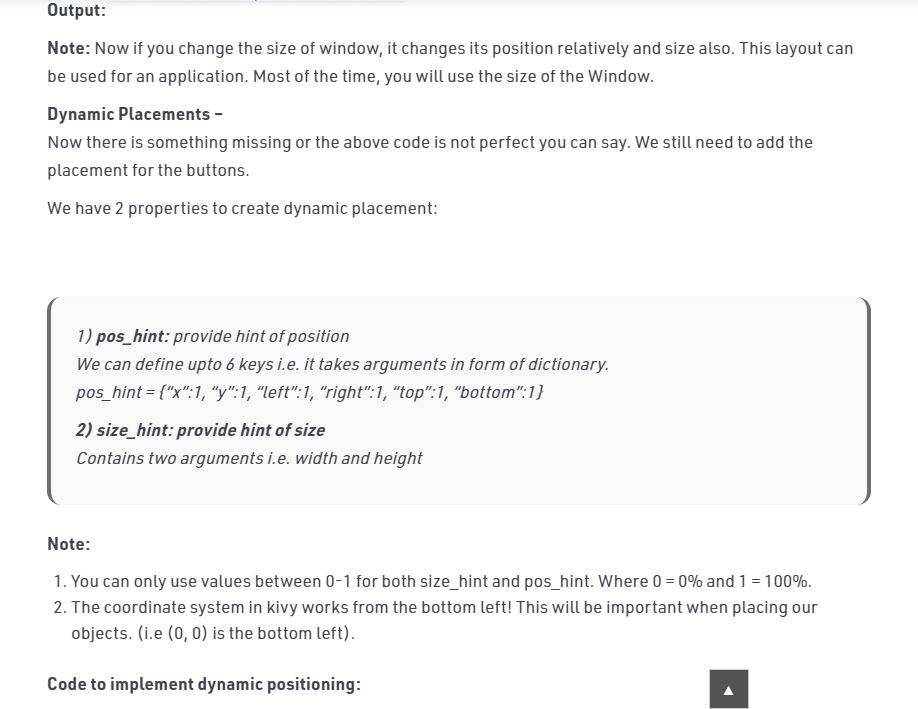 Output:
Note: Now if you change the size of window, it changes its position relatively and size also. This layout can
be used for an application. Most of the time, you will use the size of the Window.
Dynamic Placements –
Now there is something missing or the above code is not perfect you can say. We still need to add the
placement for the buttons.
We have 2 properties to create dynamic placement:
1) pos_hint: provide hint of position
We can define upto 6 keys i.e. it takes arguments in form of dictionary.
pos_hint = {“x”:1, “y”:1, “left”:1, “right”:1, “top”:1, “bottom”:1}
2) size_hint: provide hint of size
Contains two arguments i.e. width and height
Note:
1. You can only use values between 0-1 for both size_hint and pos_hint. Where 0 = 0% and 1 = 100%.
2. The coordinate system in kivy works from the bottom left! This will be important when placing our
objects. (i.e (0, 0) is the bottom left).
Code to implement dynamic positioning: